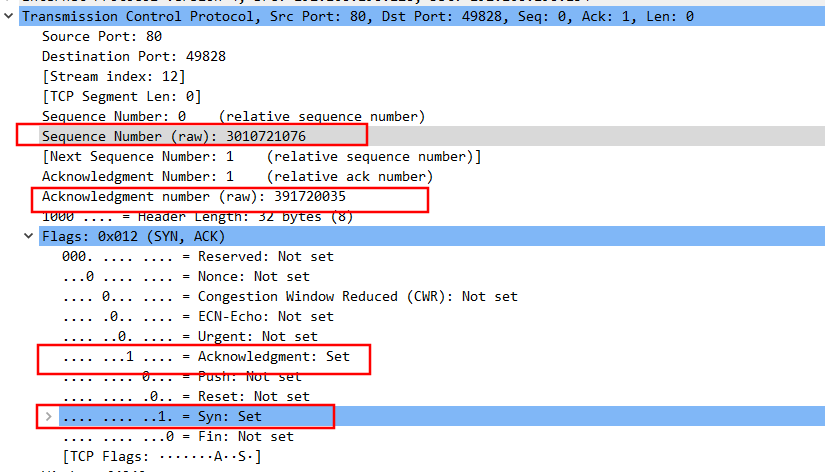 Transmission Control Protocol, Src Port: 80, Dst Port: 49828, Seq: 0, Ack: 1, Len: 0
Source Port: 80
Destination Port: 49828
[Stream index: 12]
[TCP Segment Len: 0]
Sequence Number: 0    (relative sequence number)
Sequence Number (raw): 3010721076
[Next Sequence Number: 1    (relative sequence number)]
Acknowledgment Number: 1    (relative ack number)
Acknowledgment number (raw): 391720035
1000 .... = Header Length: 32 bytes (8)
Flags: 0x012 (SYN, ACK)
000. .... .... = Reserved: Not set
...0 .... .... = Nonce: Not set
.... 0... .... = Congestion Window Reduced (CWR): Not set
.... .0.. .... = ECN-Echo: Not set
.... ..0. .... = Urgent: Not set
.... ...1 .... = Acknowledgment: Set
.... .... 0... = Push: Not set
.... .... .0.. = Reset: Not set
.... .... ..1. = Syn: Set
.... .... ...0 = Fin: Not set
[TCP Flags: ·······A··S·]